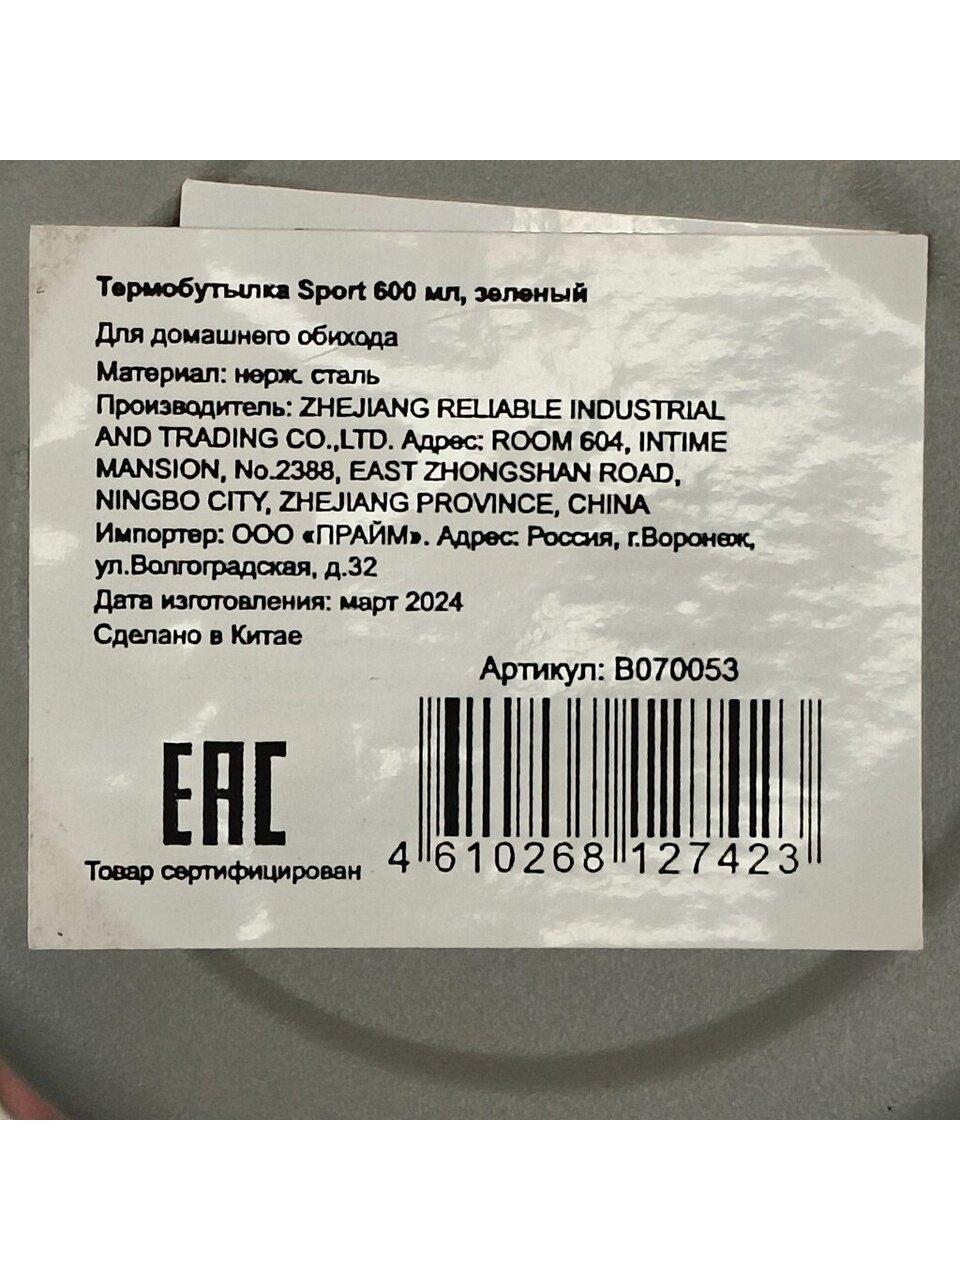 Термобутылка Sport 600 мл, зеленый
Для домашнего обихода
Материал: нерж. сталь
Производитель: ZHEJIANG RELIABLE INDUSTRIAL
AND TRADING CO.,LTD. Адрес: ROOM 604, INTIME
MANSION, No.2388, EAST ZHONGSHAN ROAD,
NINGBO CITY, ZHEJIANG PROVINCE, CHINA
Импортер: ООО «ПРАЙМ». Адрес: Россия, г.Воронеж,
ул.Волгоградская, д.32
Дата изготовления: март 2024
Сделано в Китае
Артикул: B070053
EAC
Товар сертифицирован
4 610268 127423